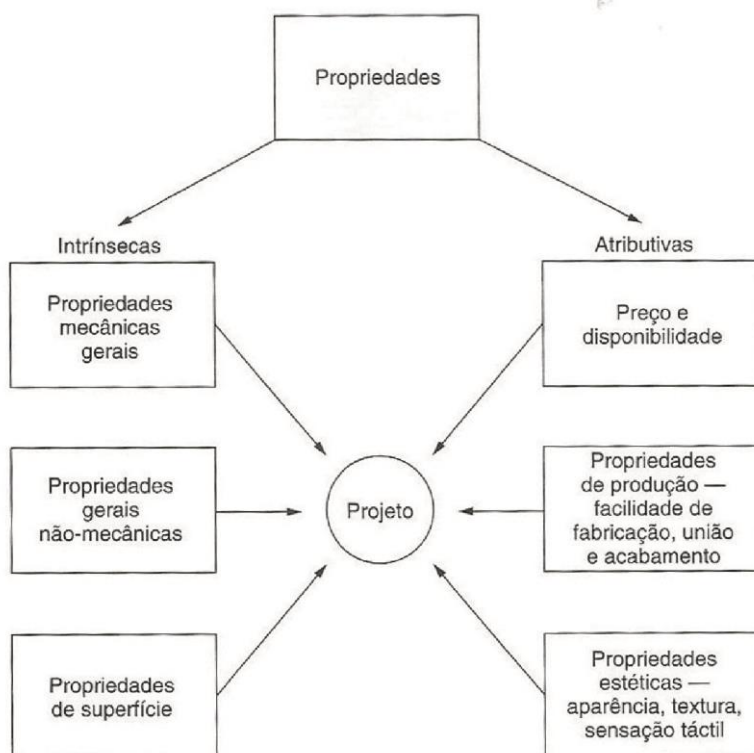 Propriedades
Intrínsecas
Atributivas
Propriedades
mecânicas
gerais
Preço e
disponibilidade
Propriedades
gerais
não-mecânicas
Projeto
Propriedades
de produção —
facilidade de
fabricação, união
e acabamento
Propriedades
de superfície
Propriedades
estéticas —
aparência, textura,
sensação táctil